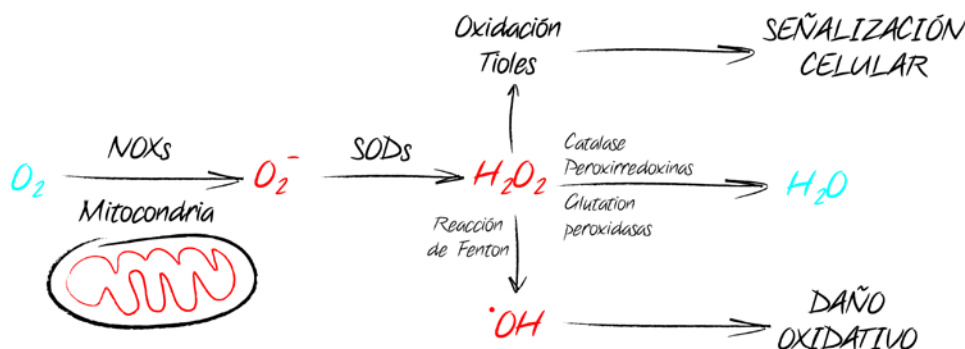 Oxidación
Tioles
SEÑALIZACIÓN
CELULAR
O₂
NOXs
Mitocondria
O₂⁻
SODs
H₂O₂
Catalase
Peroxirredoxinas
Glutation
peroxidasas
H₂O
Reacción
de Fenton
•OH
DAÑO
OXIDATIVO